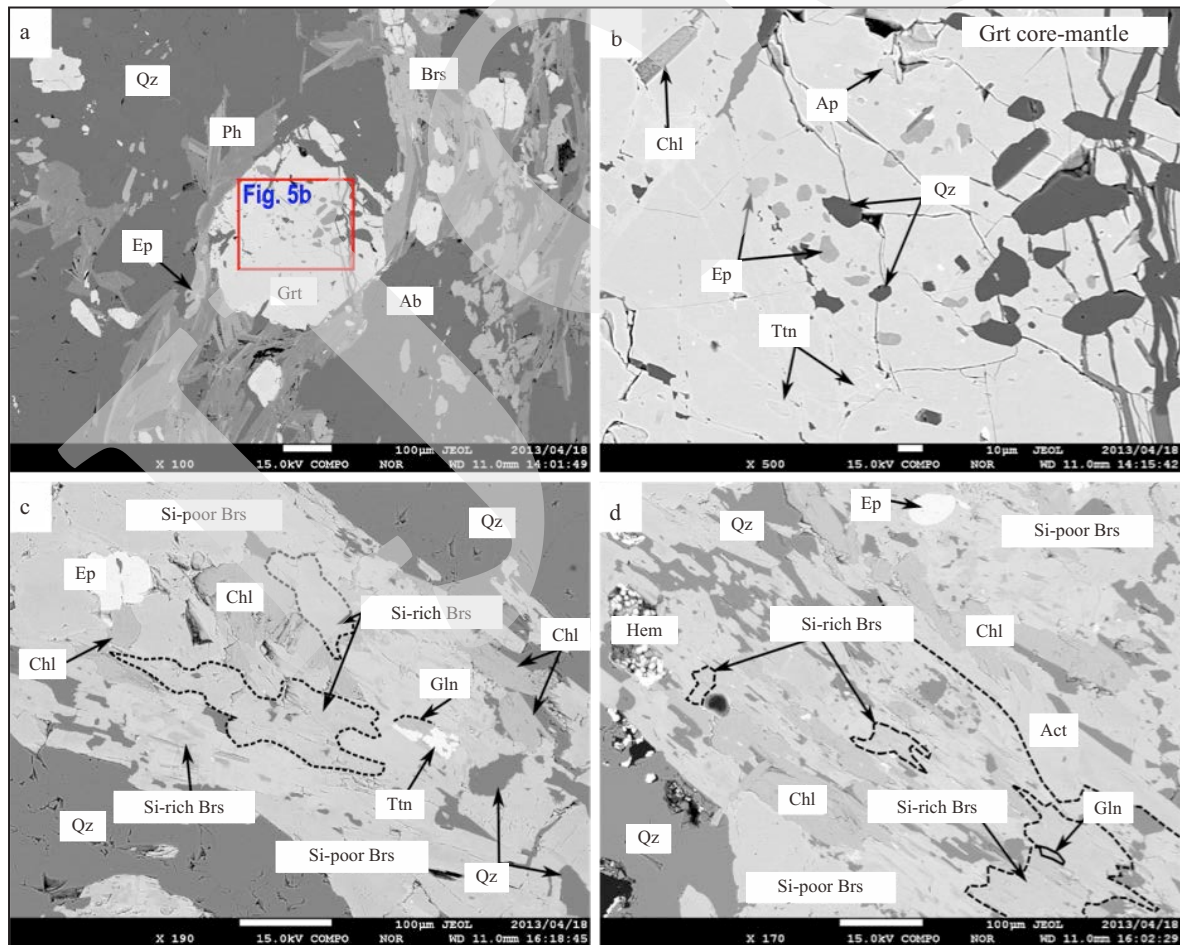 a
Qz
Brs
Ph
Fig. 5b
Ep
Grt
Ab
100µm JEOL 2013/04/18
X 100 15.0kV COMPO NOR WD 11.0mm 14:01:49
b
Grt core-mantle
Ap
Chl
Qz
Ep
Ttn
10µm JEOL 2013/04/18
X 500 15.0kV COMPO NOR WD 11.0mm 14:15:42
c
Si-poor Brs
Qz
Ep
Chl
Si-rich Brs
Chl
Chl
Gln
Si-rich Brs
Ttn
Qz
Si-poor Brs
Qz
100µm JEOL 2013/04/18
X 190 15.0kV COMPO NOR WD 11.0mm 16:18:45
d
Ep
Qz
Si-poor Brs
Hem
Si-rich Brs
Chl
Act
Chl
Si-rich Brs
Gln
Qz
Si-poor Brs
100µm JEOL 2013/04/18
X 170 15.0kV COMPO NOR WD 11.0mm 16:03:29